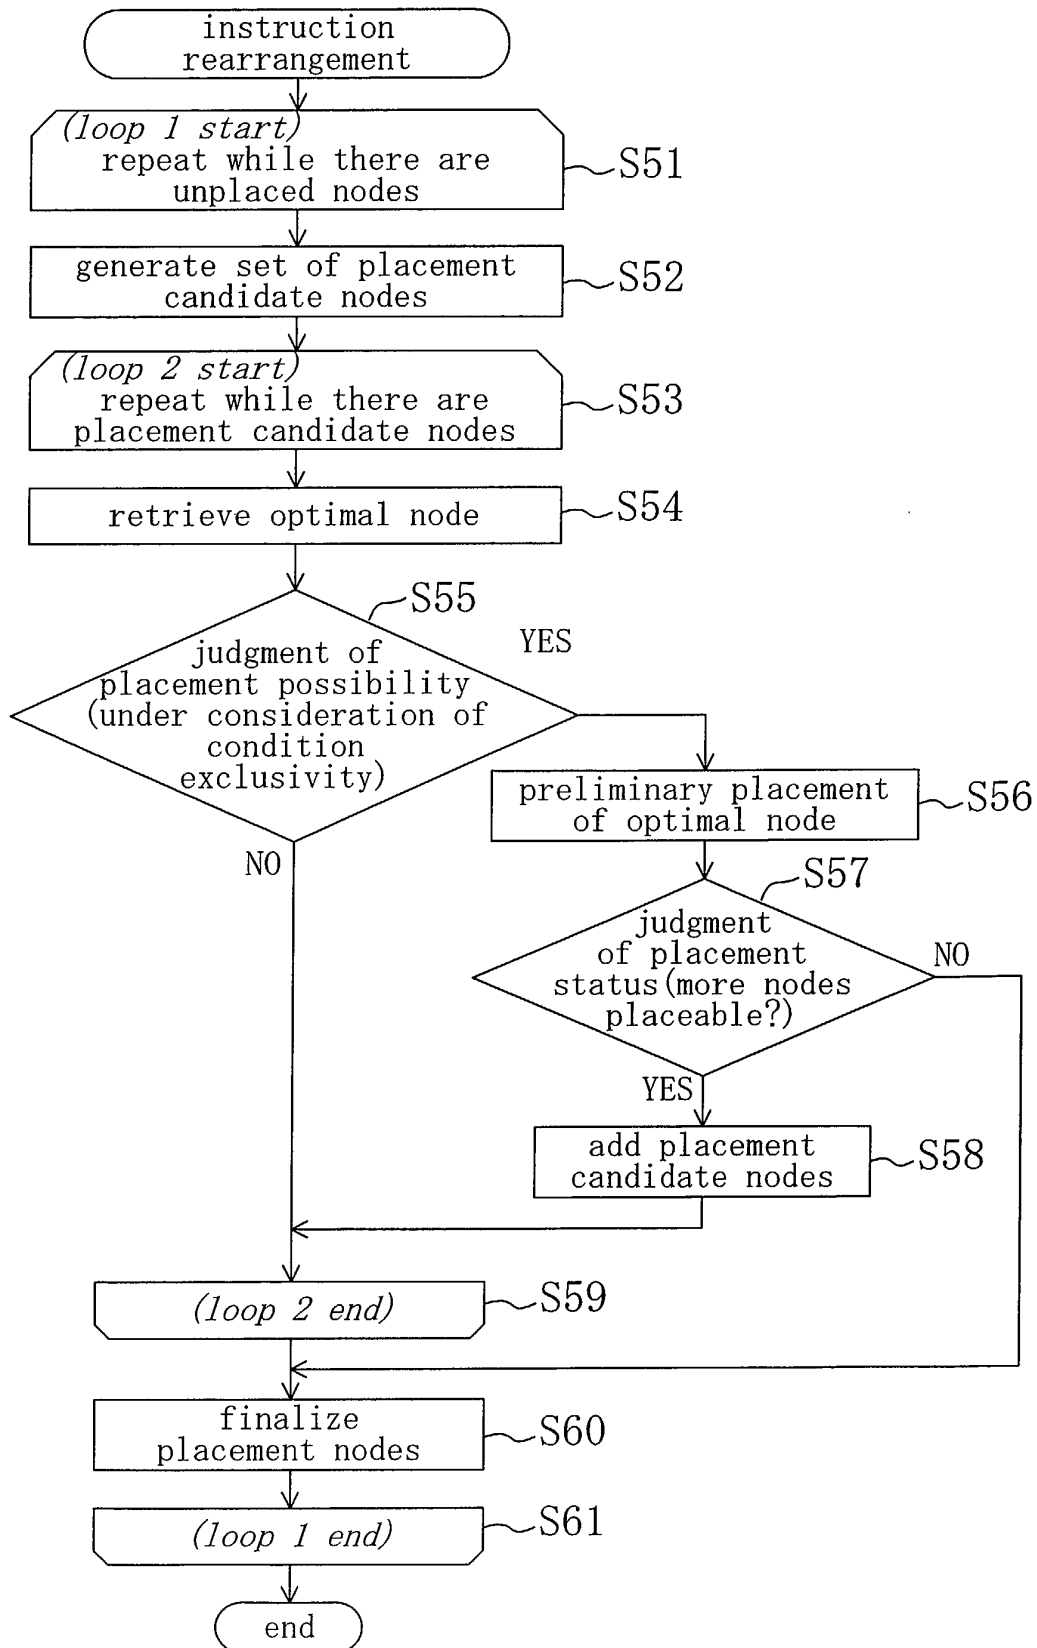 instruction
rearrangement
(loop 1 start)
repeat while there are
unplaced nodes
S51
generate set of placement
candidate nodes
S52
(loop 2 start)
repeat while there are
placement candidate nodes
S53
retrieve optimal node
S54
S55
judgment of
placement possibility
(under consideration of
condition
exclusivity)
YES
NO
preliminary placement
of optimal node
S56
S57
judgment
of placement
status(more nodes
placeable?)
NO
YES
add placement
candidate nodes
S58
(loop 2 end)
S59
finalize
placement nodes
S60
(loop 1 end)
S61
end